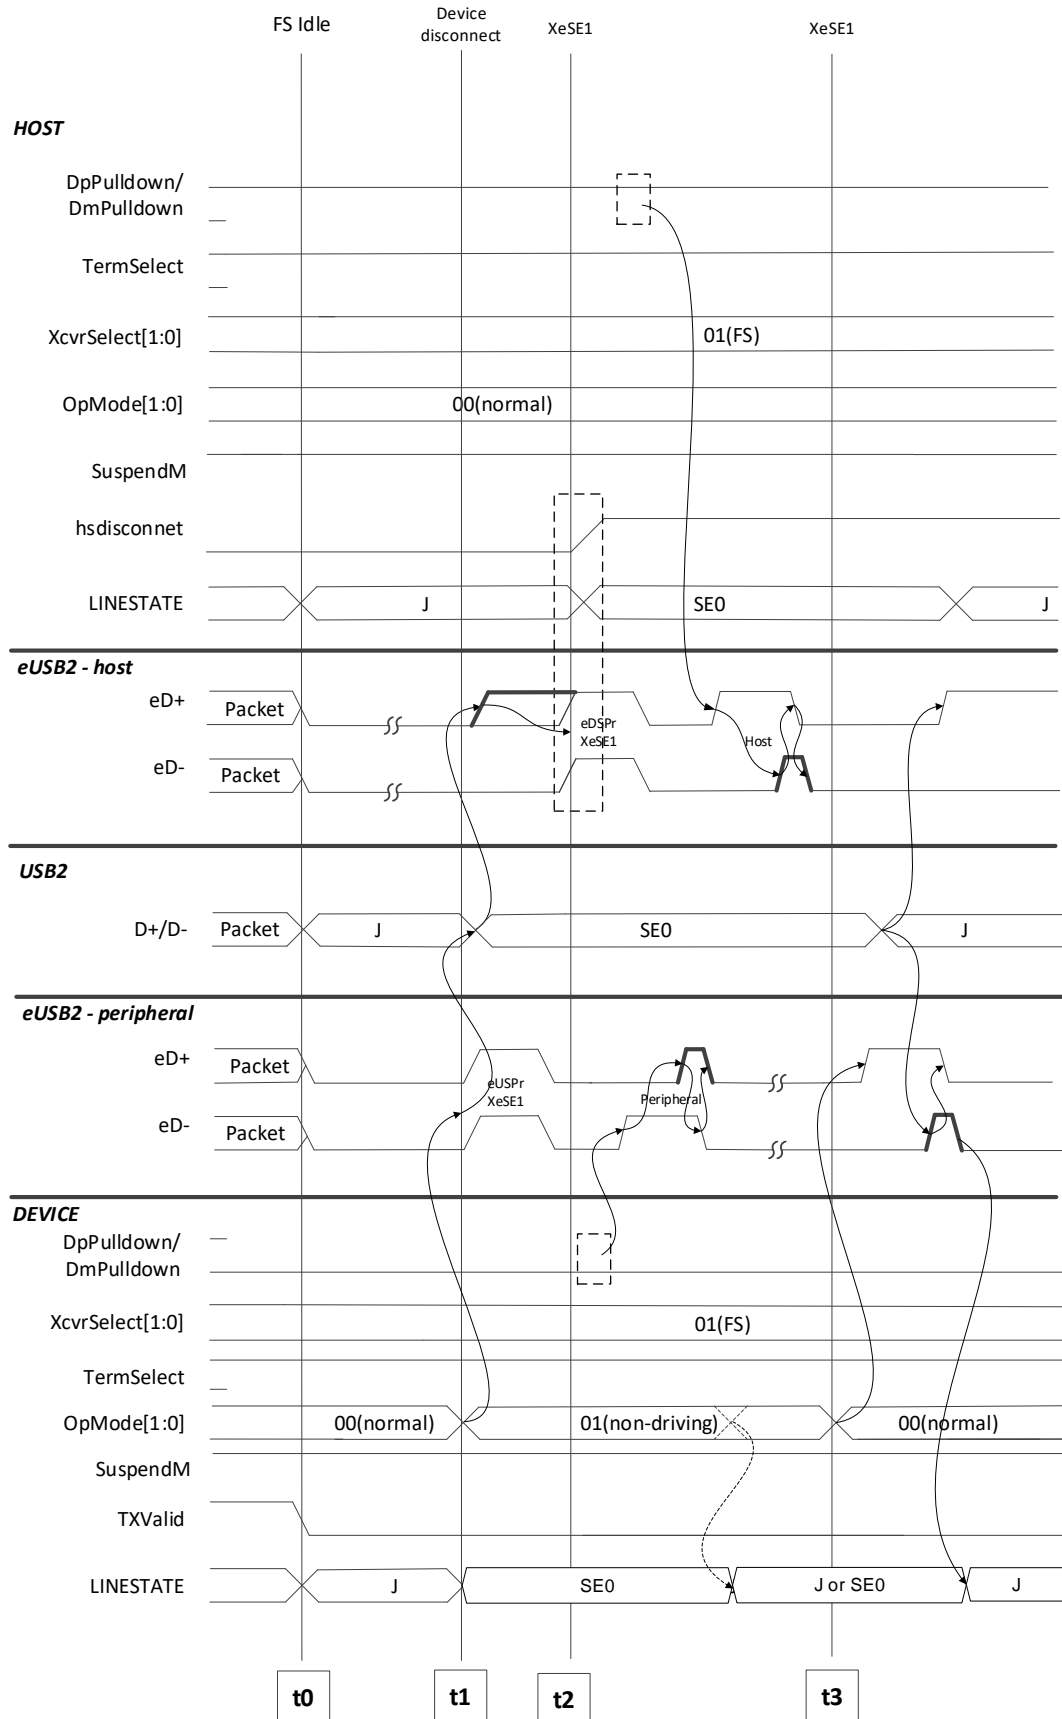 FS Idle
Device
disconnect
XeSE1
XeSE1
HOST
DpPulldown/
DmPulldown
TermSelect
XcvrSelect[1:0]
01(FS)
OpMode[1:0]
00(normal)
SuspendM
hsdisconnet
LINESTATE
J
SE0
J
eUSB2 - host
eD+
Packet
eDSPr
XeSE1
Host
eD-
Packet
USB2
D+/D-
Packet
J
SE0
J
eUSB2 - peripheral
eD+
Packet
eUSPr
XeSE1
Peripheral
eD-
Packet
DEVICE
DpPulldown/
DmPulldown
XcvrSelect[1:0]
01(FS)
TermSelect
OpMode[1:0]
00(normal)
01(non-driving)
00(normal)
SuspendM
TXValid
LINESTATE
J
SE0
J or SE0
J
t0
t1
t2
t3